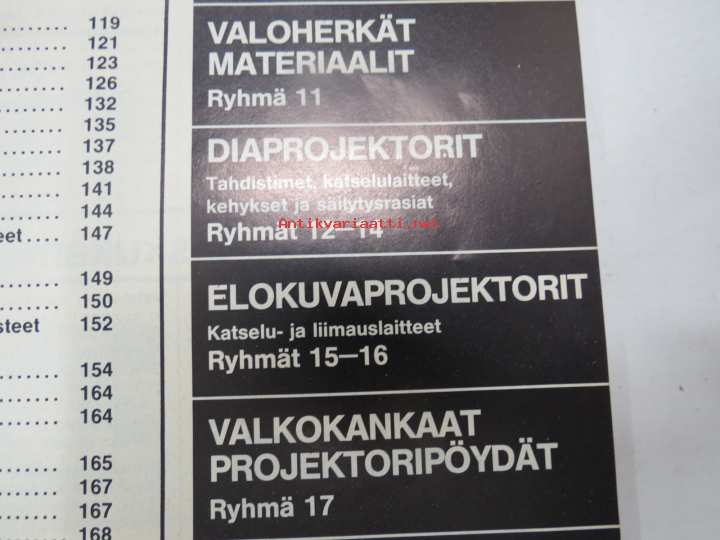 119
121
123
126
132
135
137
138
141
144
eet .... 147
149
150
steet 152
154
164
164
165
167
167
168
VALOHERKÄT
MATERIAALIT
Ryhmä 11
DIAPROJEKTORIT
Tahdistimet, katselulaitteet,
kehykset ja säilytysrasiat
Antikvariaatti.net
Ryhmät 12–14
ELOKUVAPROJEKTORIT
Katselu- ja liimauslaitteet
Ryhmät 15–16
VALKOKANKAAT
PROJEKTORIPÖYDÄT
Ryhmä 17